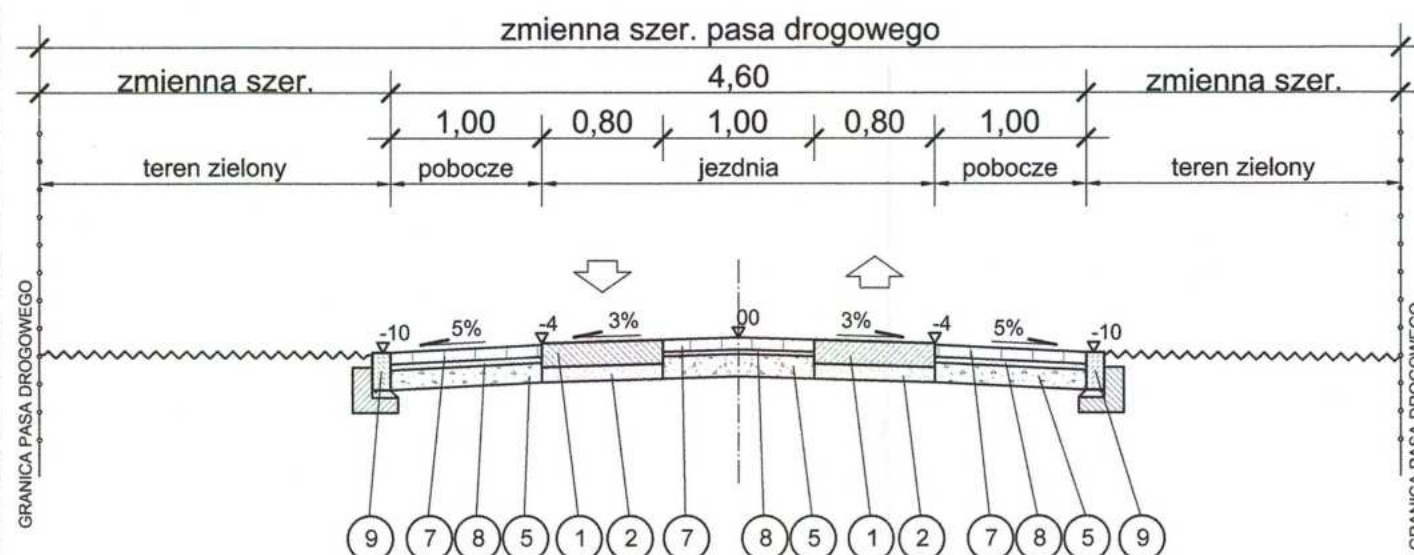 zmienna szer. pasa drogowego
zmienna szer. 4,60 zmienna szer.
1,00 0,80 1,00 0,80 1,00
teren zielony pobocze jezdnia pobocze teren zielony
GRANICA PASA DROGOWEGO
-10 5% -4 3% 00 3% -4 5% -10
GRANICA PASA DROGOWEGO
9 7 8 5 1 2 7 8 5 1 2 7 8 5 9